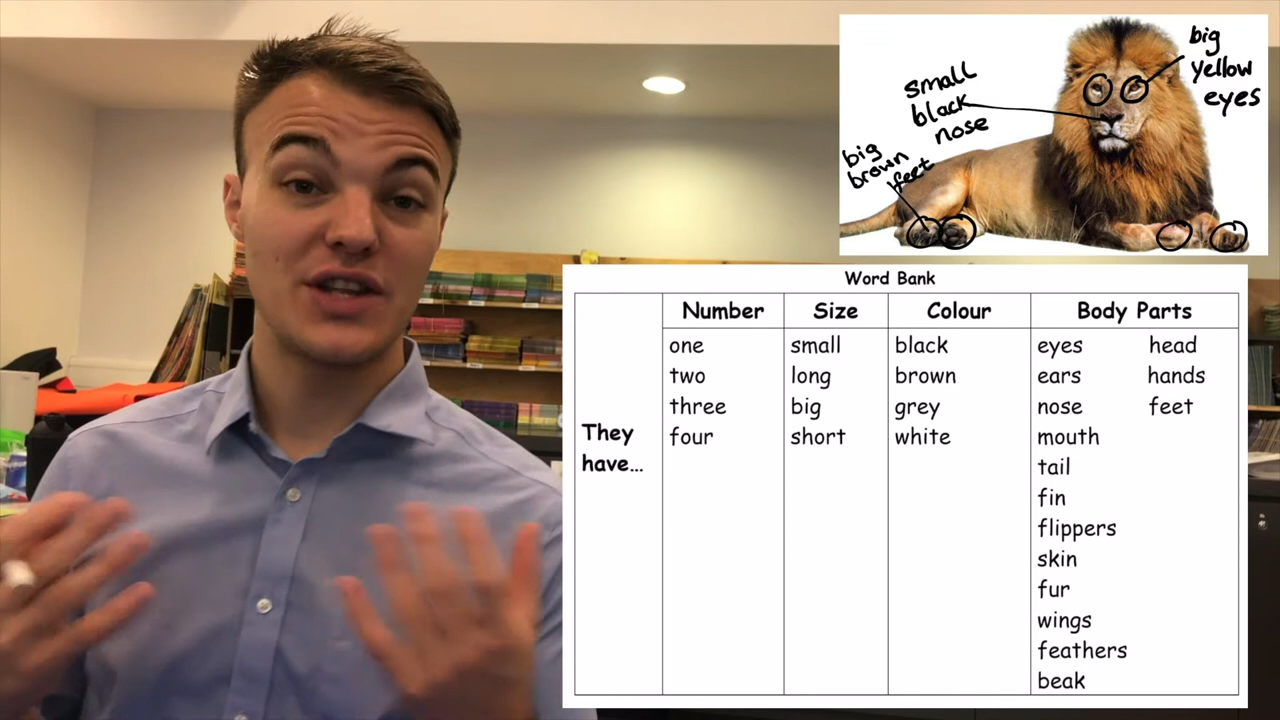 big
yellow
eyes
small
black
nose
big
brown
feet
Word Bank
Number Size Colour Body Parts
They
have...
one small black eyes head
two long brown ears hands
three big grey nose feet
four short white mouth
tail
fin
flippers
skin
fur
wings
feathers
beak